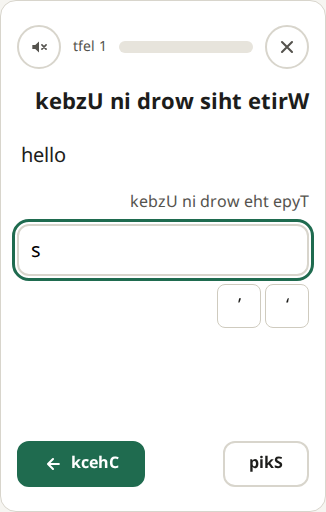 tfel 1
kebzU ni drow siht etirW
hello
kebzU ni drow eht epyT
s
ʼ ʻ
kcehC
pikS